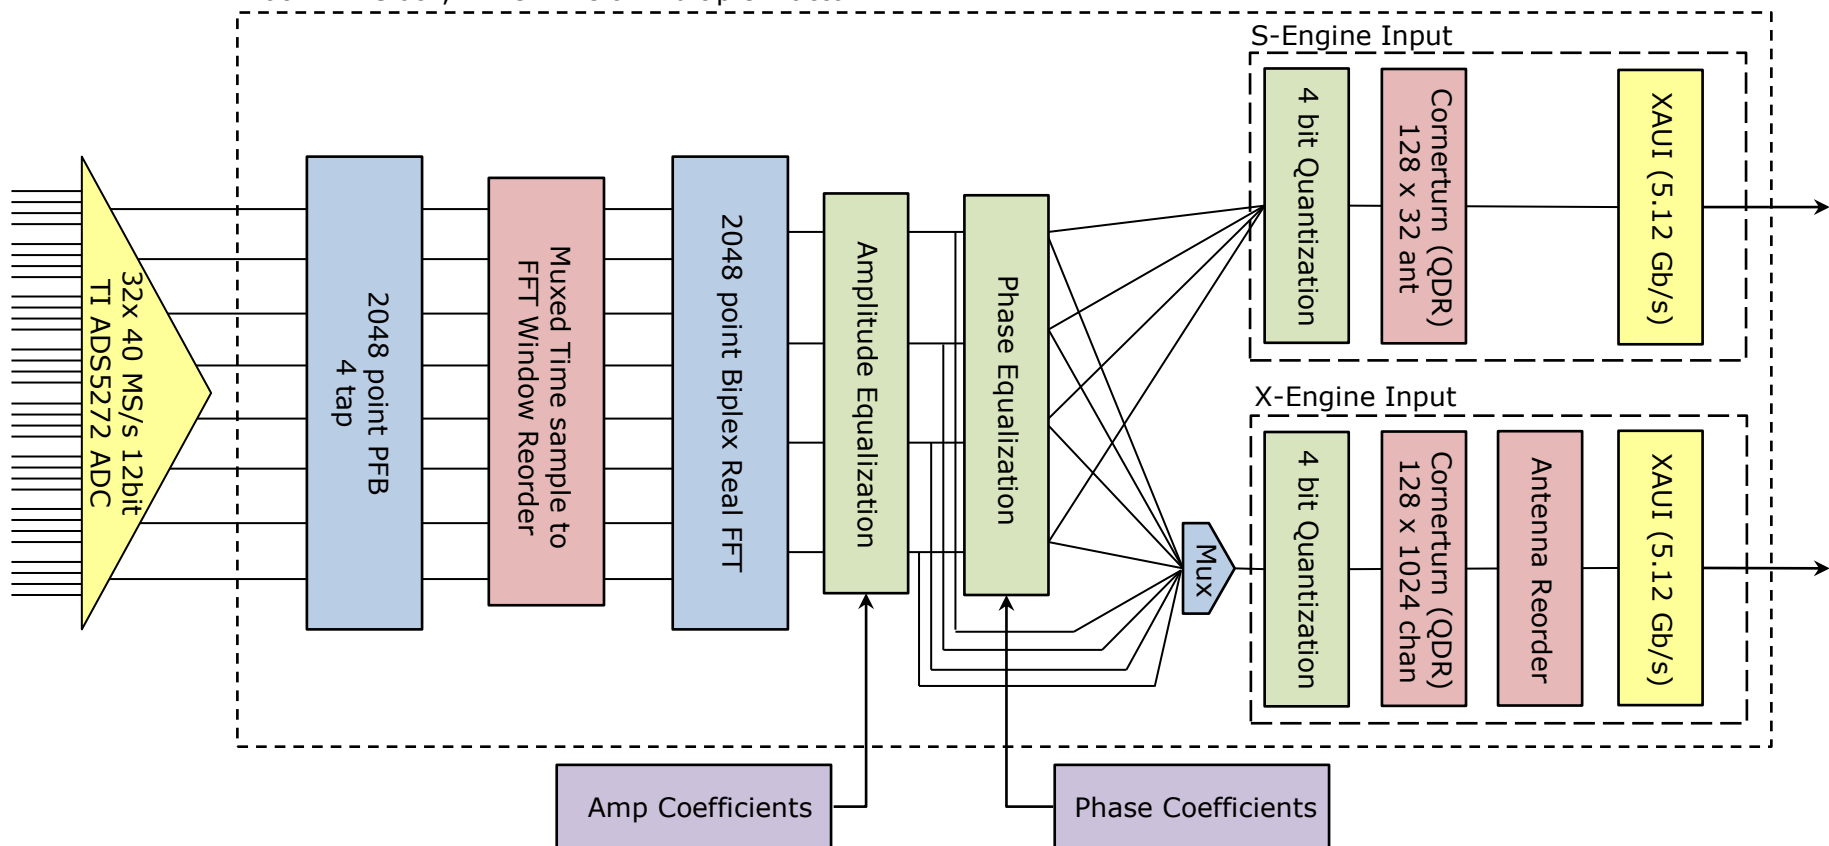 S-Engine Input
32x 40 MS/s 12bit
TI ADS5272 ADC
2048 point PFB
4 tap
Muxed Time sample to
FFT Window Reorder
2048 point Biplex Real FFT
Amplitude Equalization
Phase Equalization
4 bit Quantization
Cornerturn (QDR)
128 x 32 ant
XAUI (5.12 Gb/s)
X-Engine Input
Mux
4 bit Quantization
Cornerturn (QDR)
128 x 1024 chan
Antenna Reorder
XAUI (5.12 Gb/s)
Amp Coefficients
Phase Coefficients